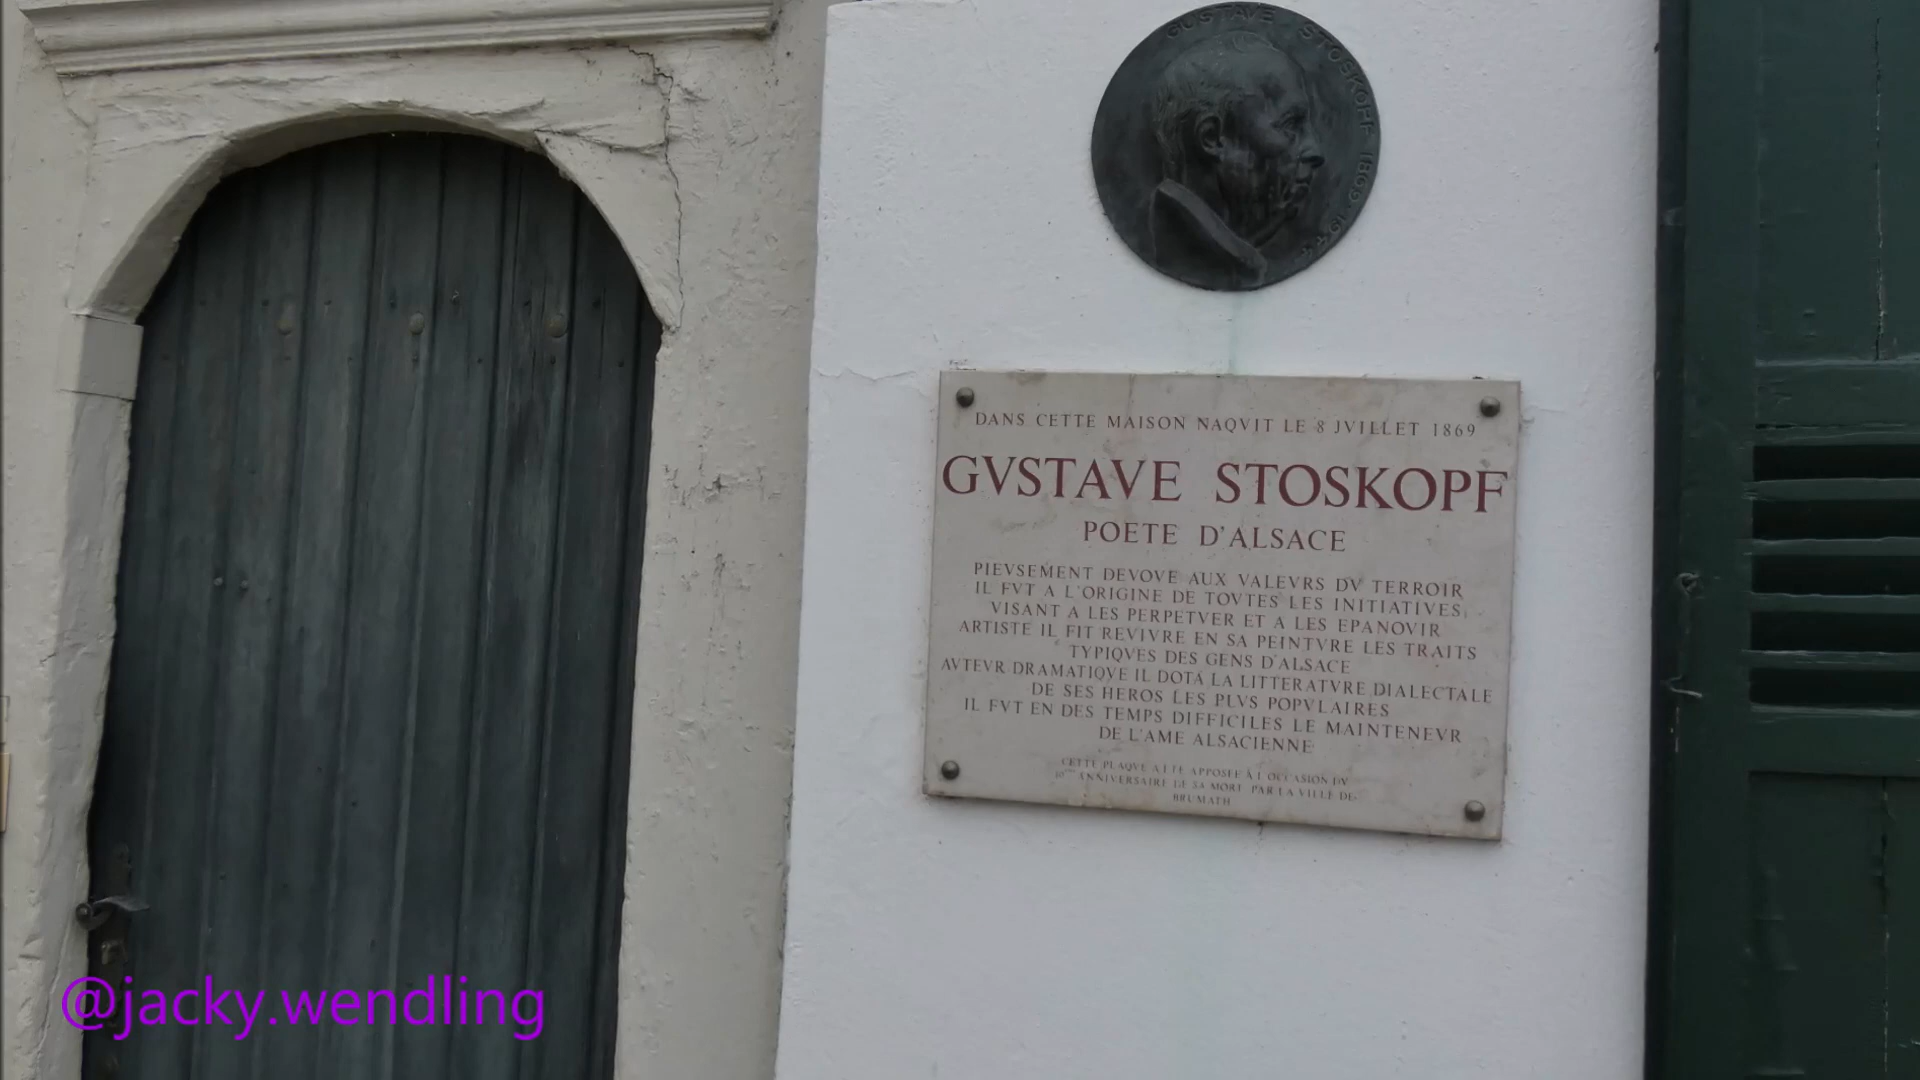 GUSTAVE STOSKOPF 1869-1944
DANS CETTE MAISON NAQVIT LE 8 JVILLET 1869
GVSTAVE STOSKOPF
POETE D'ALSACE
PIEVSEMENT DEVOVE AUX VALEVRS DV TERROIR
IL FVT A L'ORIGINE DE TOVTES LES INITIATIVES
VISANT A LES PERPETVER ET A LES EPANOVIR
ARTISTE IL FIT REVIVRE EN SA PEINTVRE LES TRAITS
TYPIQVES DES GENS D'ALSACE
AVTEVR DRAMATIQVE IL DOTA LA LITTERATVRE DIALECTALE
DE SES HEROS LES PLVS POPVLAIRES
IL FVT EN DES TEMPS DIFFICILES LE MAINTENEVR
DE L'AME ALSACIENNE
CETTE PLAQVE A ETE APPOSEE À L'OCCASION DV
ANNIVERSAIRE DE SA MORT PAR LA VILLE DE
BRUMATH
@jacky.wendling